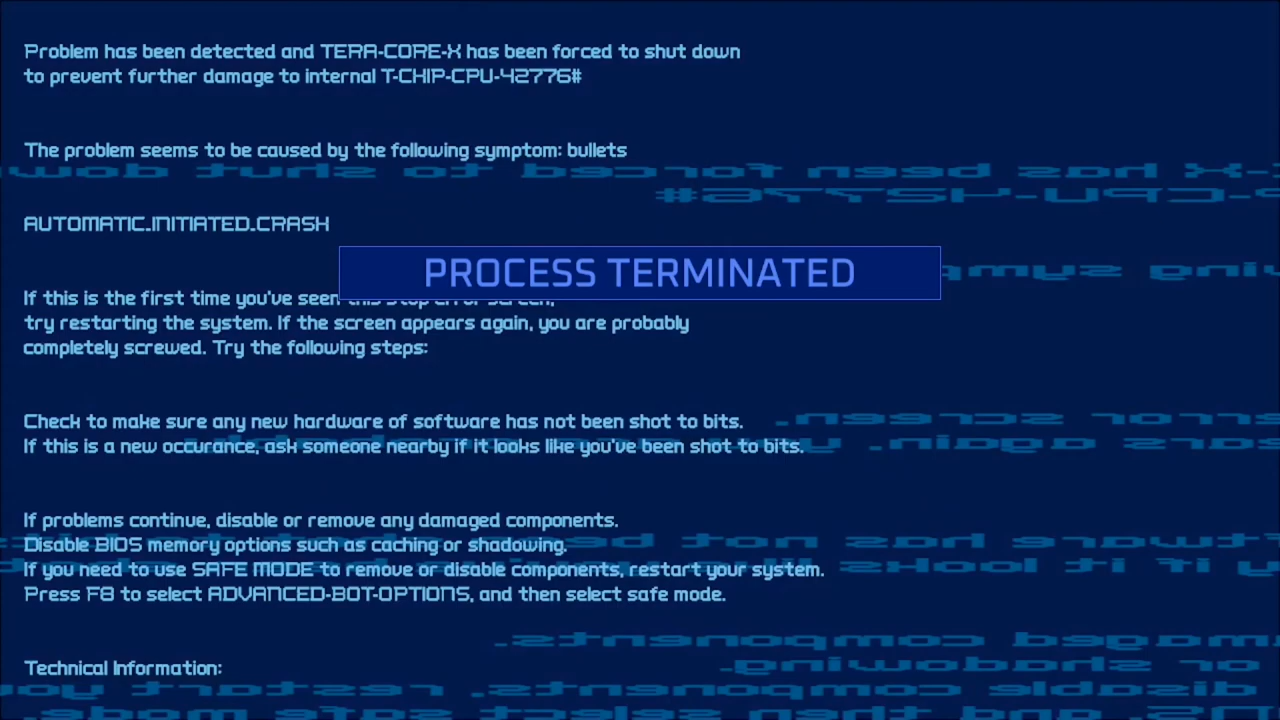 Problem has been detected and TERA-CORE-X has been forced to shut down
to prevent further damage to internal T-CHIP-CPU-42776#
The problem seems to be caused by the following symptom: bullets
AUTOMATIC_INITIATED_CRASH
PROCESS TERMINATED
If this is the first time you've seen this stop error screen,
try restarting the system. If the screen appears again, you are probably
completely screwed. Try the following steps:
Check to make sure any new hardware of software has not been shot to bits.
If this is a new occurance, ask someone nearby if it looks like you've been shot to bits.
If problems continue, disable or remove any damaged components.
Disable BIOS memory options such as caching or shadowing.
If you need to use SAFE MODE to remove or disable components, restart your system.
Press F8 to select ADVANCED-BOT-OPTIONS, and then select safe mode.
Technical Information: